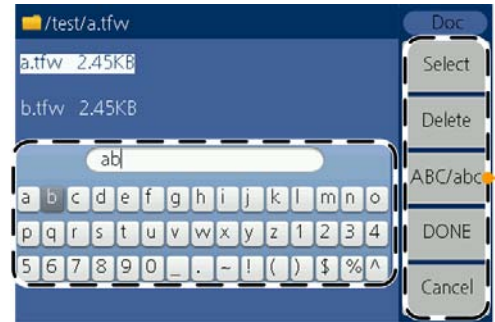 /test/a.tfw
Doc
a.tfw 2.45KB
Select
b.tfw 2.45KB
Delete
ab
ABC/abc
a b c d e f g h i j k l m n o
p q r s t u v w x y z 1 2 3 4
DONE
5 6 7 8 9 0 _ . ~ ! ( ) $ % ^
Cancel